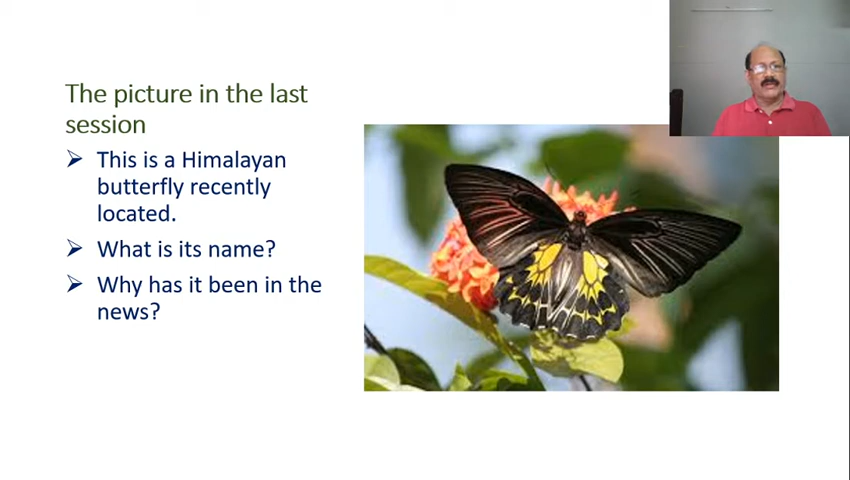 The picture in the last
session
➢ This is a Himalayan
butterfly recently
located.
➢ What is its name?
➢ Why has it been in the
news?